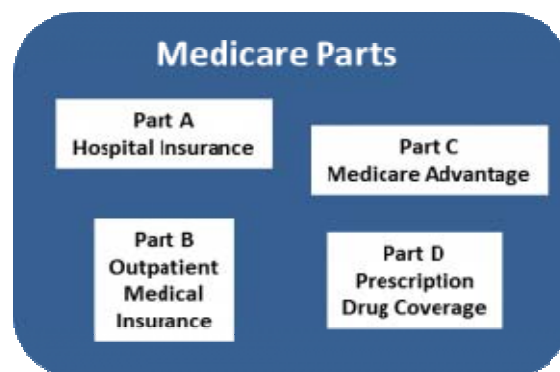 Medicare Parts
Part A
Hospital Insurance
Part B
Outpatient
Medical
Insurance
Part C
Medicare Advantage
Part D
Prescription
Drug Coverage